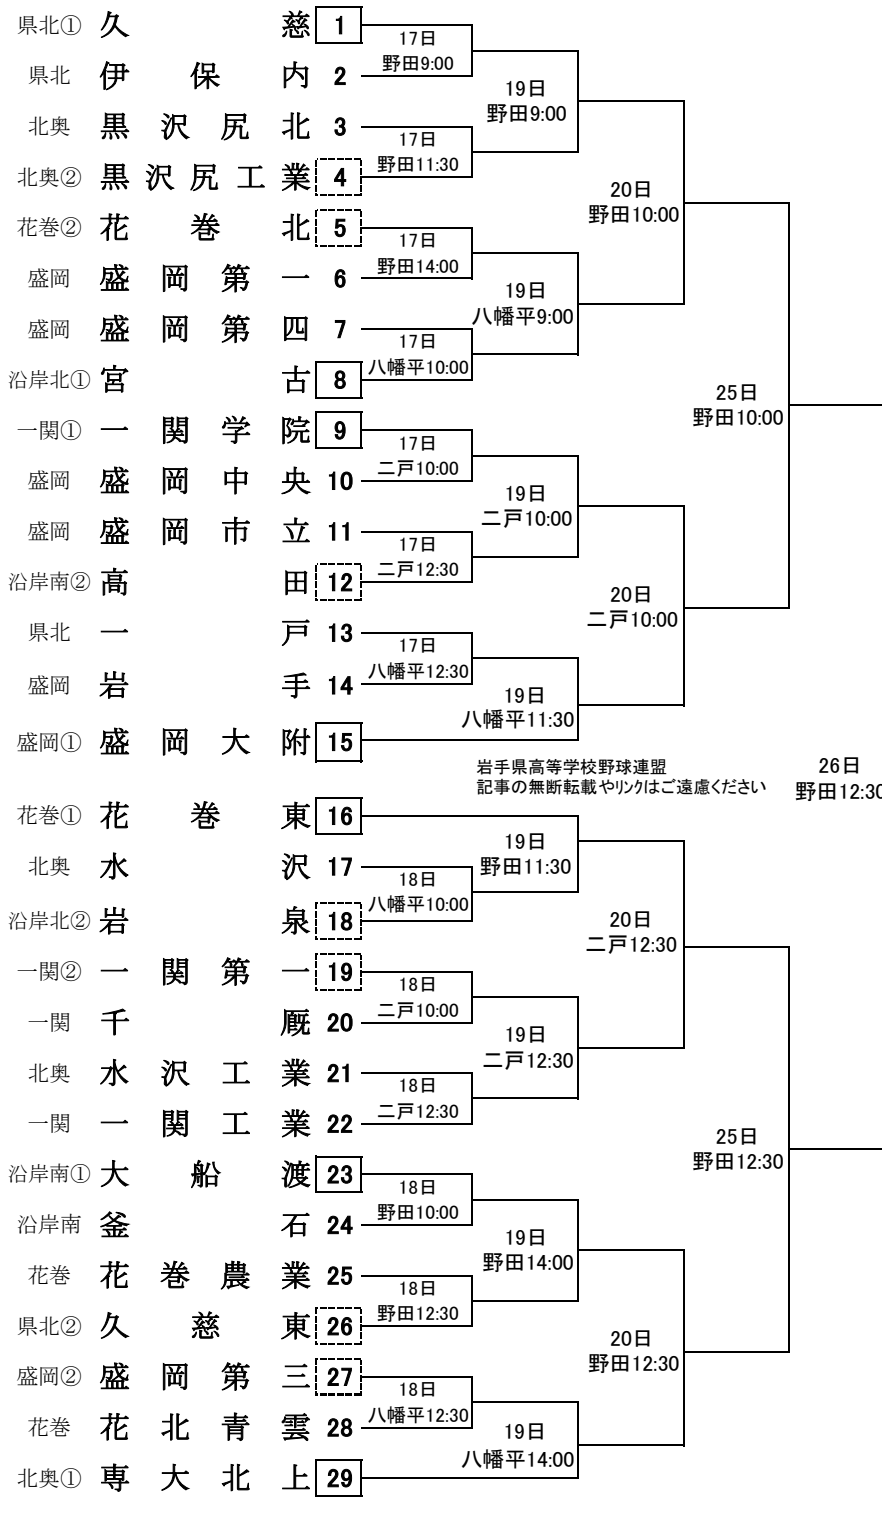 県北① 久慈 1
17日
野田9:00
県北 伊保内 2
19日
野田9:00
北奥 黒沢尻北 3
17日
野田11:30
北奥② 黒沢尻工業 4
20日
野田10:00
花巻② 花巻北 5
17日
野田14:00
盛岡 盛岡第一 6
19日
八幡平9:00
盛岡 盛岡第四 7
17日
八幡平10:00
沿岸北① 宮古 8
25日
野田10:00
一関① 一関学院 9
17日
二戸10:00
盛岡 盛岡中央 10
19日
二戸10:00
盛岡 盛岡市立 11
17日
二戸12:30
沿岸南② 高田 12
20日
二戸10:00
県北 一戸 13
17日
八幡平12:30
盛岡 岩手 14
19日
八幡平11:30
盛岡① 盛岡大附 15
岩手県高等学校野球連盟
記事の無断転載やリンクはご遠慮ください
26日
野田12:30
花巻① 花巻東 16
19日
野田11:30
北奥 水沢 17
18日
八幡平10:00
沿岸北② 岩泉 18
20日
二戸12:30
一関② 一関第一 19
18日
二戸10:00
一関 千厩 20
19日
二戸12:30
北奥 水沢工業 21
18日
二戸12:30
一関 一関工業 22
25日
野田12:30
沿岸南① 大船渡 23
18日
野田10:00
沿岸南 釜石 24
19日
野田14:00
花巻 花巻農業 25
18日
野田12:30
県北② 久慈東 26
20日
野田12:30
盛岡② 盛岡第三 27
18日
八幡平12:30
花巻 花北青雲 28
19日
八幡平14:00
北奥① 専大北上 29